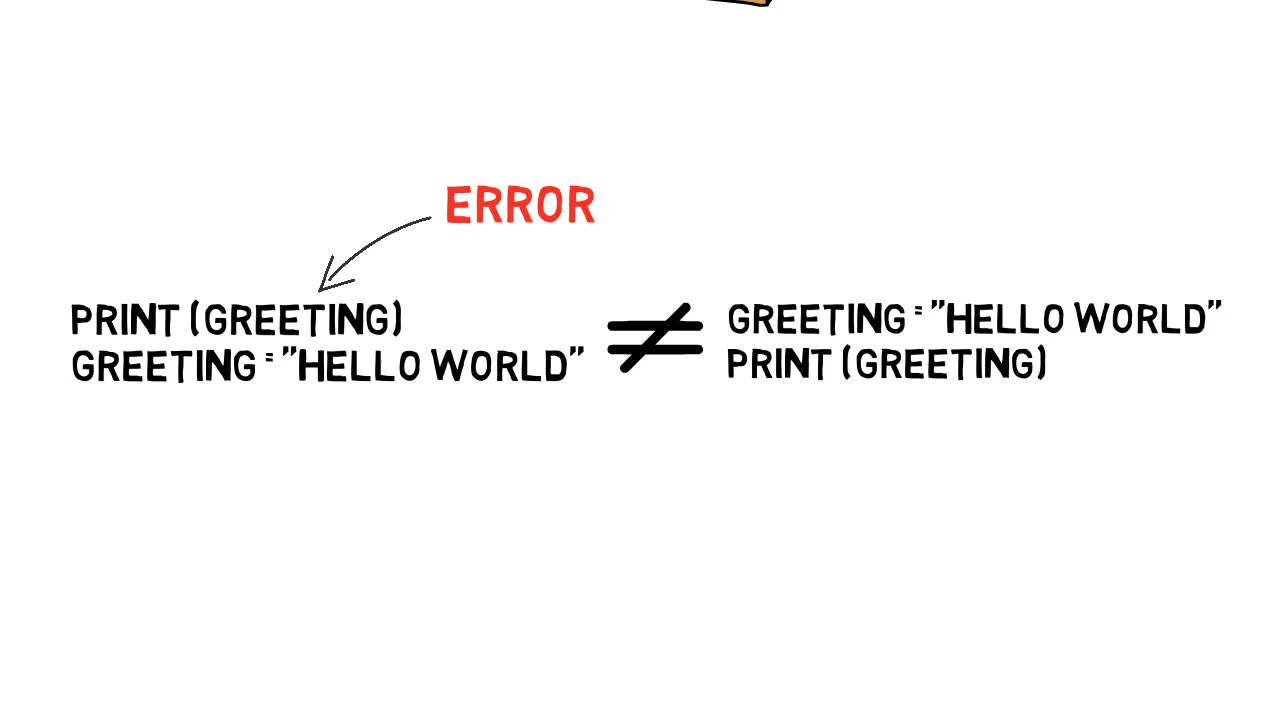 ERROR
PRINT (GREETING)
GREETING = "HELLO WORLD"
≠
GREETING = "HELLO WORLD"
PRINT (GREETING)